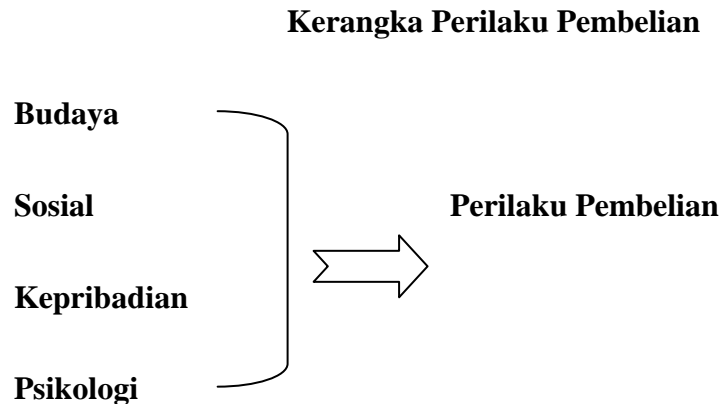 Kerangka Perilaku Pembelian
Budaya
Sosial
Perilaku Pembelian
Kepribadian
Psikologi